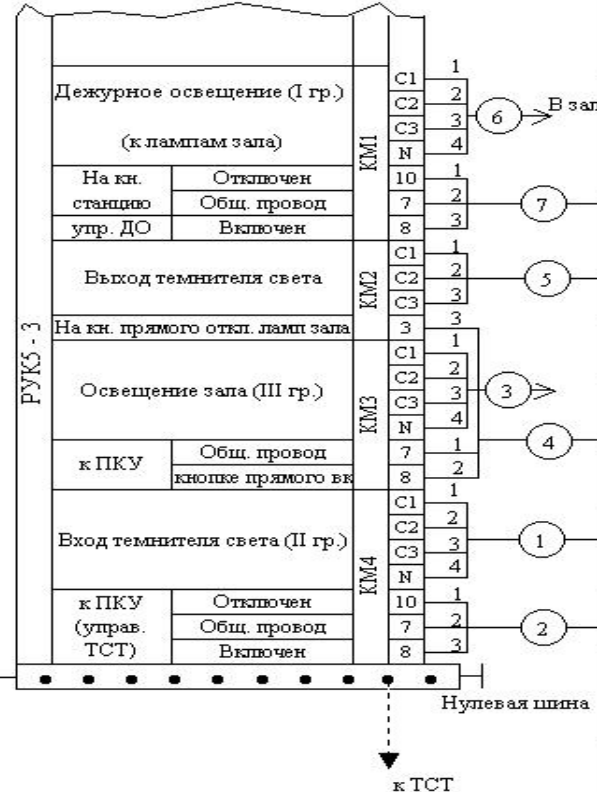 1
C1
Дежурное освещение (I гр.)
2
C2
6
В зал
C3
3
(к лампам зала)
N
4
KM1
На кн.
Отключен
10
1
станцию
Общ. провод
7
2
7
упр. ДО
Включен
8
3
C1
1
Выход темнителя света
KM2
C2
2
5
C3
3
На кн. прямого откл. ламп зала
3
3
РУК5 - 3
C1
1
C2
2
Освещение зала (III гр.)
KM3
C3
3
3
N
4
к ПКУ
Общ. провод
7
1
4
кнопке прямого вк
8
2
C1
1
C2
2
Вход темнителя света (II гр.)
C3
3
1
N
4
KM4
к ПКУ
Отключен
10
1
(управ.
Общ. провод
7
2
2
ТСТ)
Включен
8
3
Нулевая шина
к ТСТ